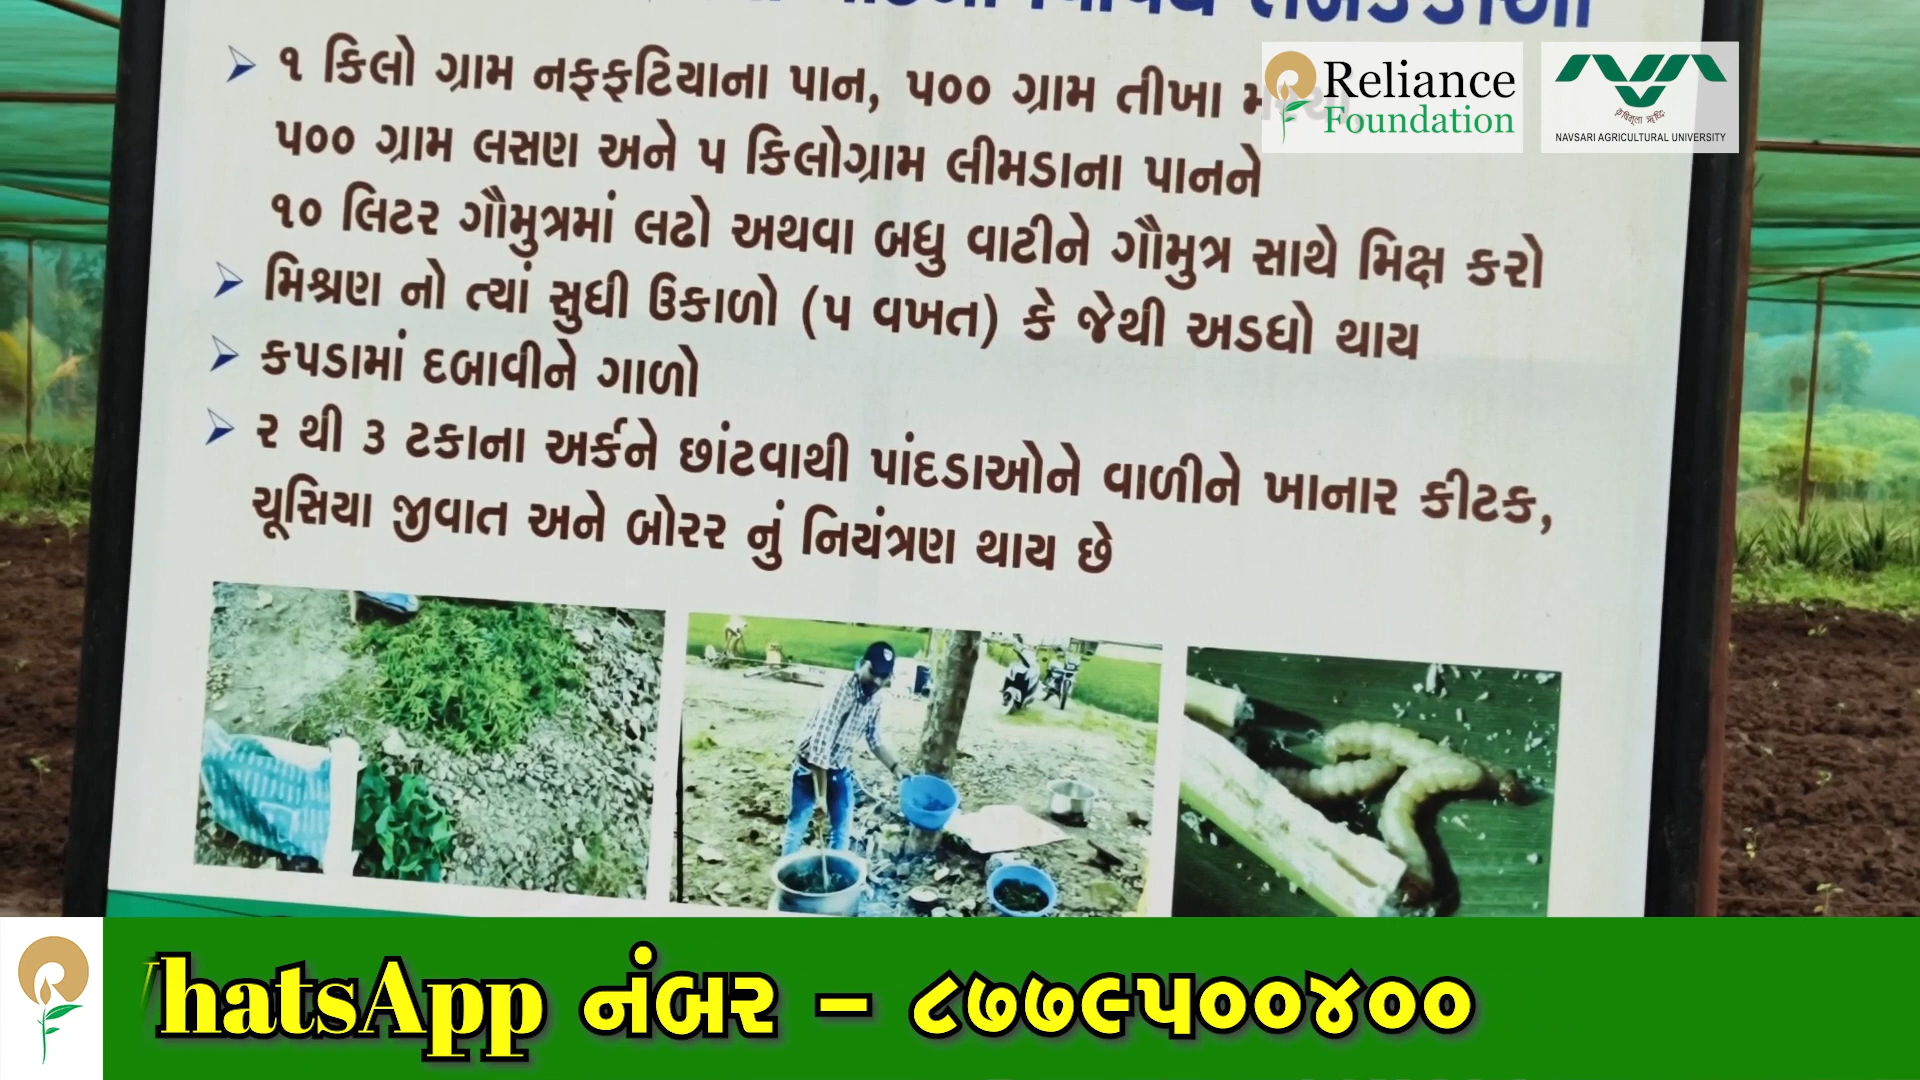 ૧ કિલો ગ્રામ નફફટિયાના પાન, ૫૦૦ ગ્રામ તીખા
૫૦૦ ગ્રામ લસણ અને ૫ કિલોગ્રામ લીમડાના પાનને
૧૦ લિટર ગૌમુત્રમાં લઢો અથવા બધુ વાટીને ગૌમુત્ર સાથે મિક્ષ કરો
મિશ્રણ નો ત્યાં સુધી ઉકાળો (૫ વખત) કે જેથી અડધો થાય
કપડામાં દબાવીને ગાળો
૨ થી ૩ ટકાના અર્કને છાંટવાથી પાંદડાઓને વાળીને ખાનાર કીટક,
ચૂસિયા જીવાત અને બોરર નું નિયંત્રણ થાય છે
Reliance
Foundation
NAVSARI AGRICULTURAL UNIVERSITY
hatsApp નંબર – ૮૭૭૯૫૦૦૪૦૦